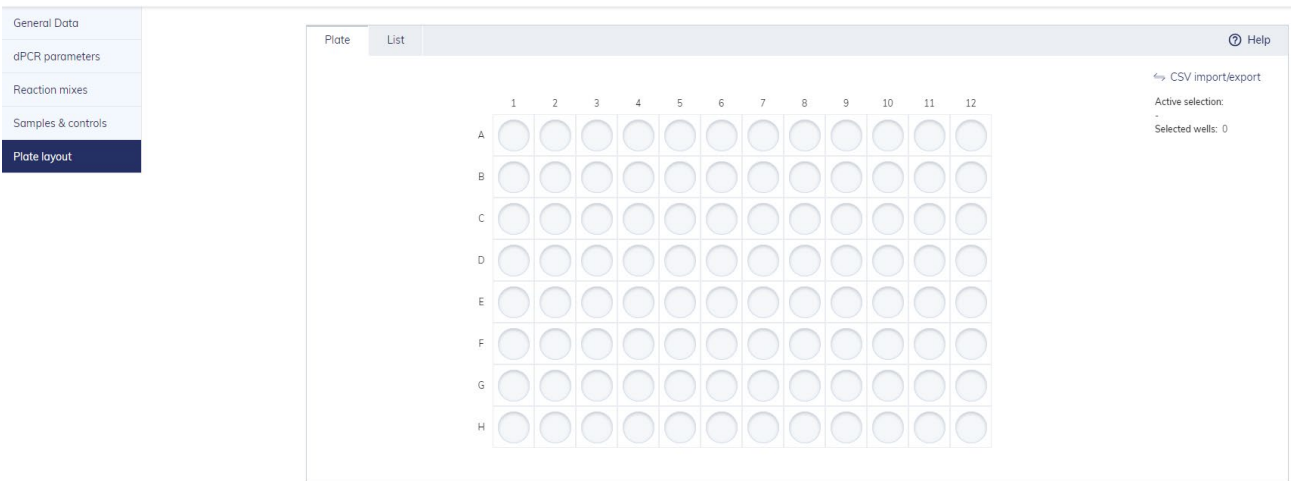 General Data
dPCR parameters
Reaction mixes
Samples & controls
Plate layout
Plate List Help
CSV import/export
Active selection:
-
Selected wells: 0
1 2 3 4 5 6 7 8 9 10 11 12
A
B
C
D
E
F
G
H